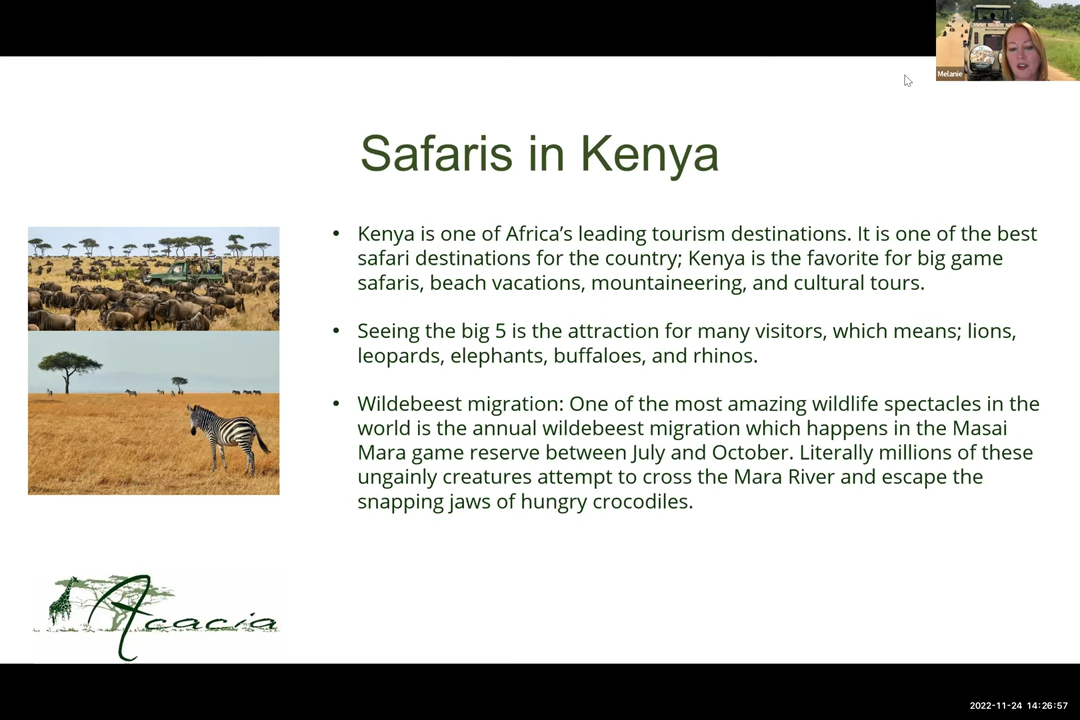 Melanie
Safaris in Kenya
• Kenya is one of Africa’s leading tourism destinations. It is one of the best
safari destinations for the country; Kenya is the favorite for big game
safaris, beach vacations, mountaineering, and cultural tours.
• Seeing the big 5 is the attraction for many visitors, which means; lions,
leopards, elephants, buffaloes, and rhinos.
• Wildebeest migration: One of the most amazing wildlife spectacles in the
world is the annual wildebeest migration which happens in the Masai
Mara game reserve between July and October. Literally millions of these
ungainly creatures attempt to cross the Mara River and escape the
snapping jaws of hungry crocodiles.
Acacia
2022-11-24 14:26:57